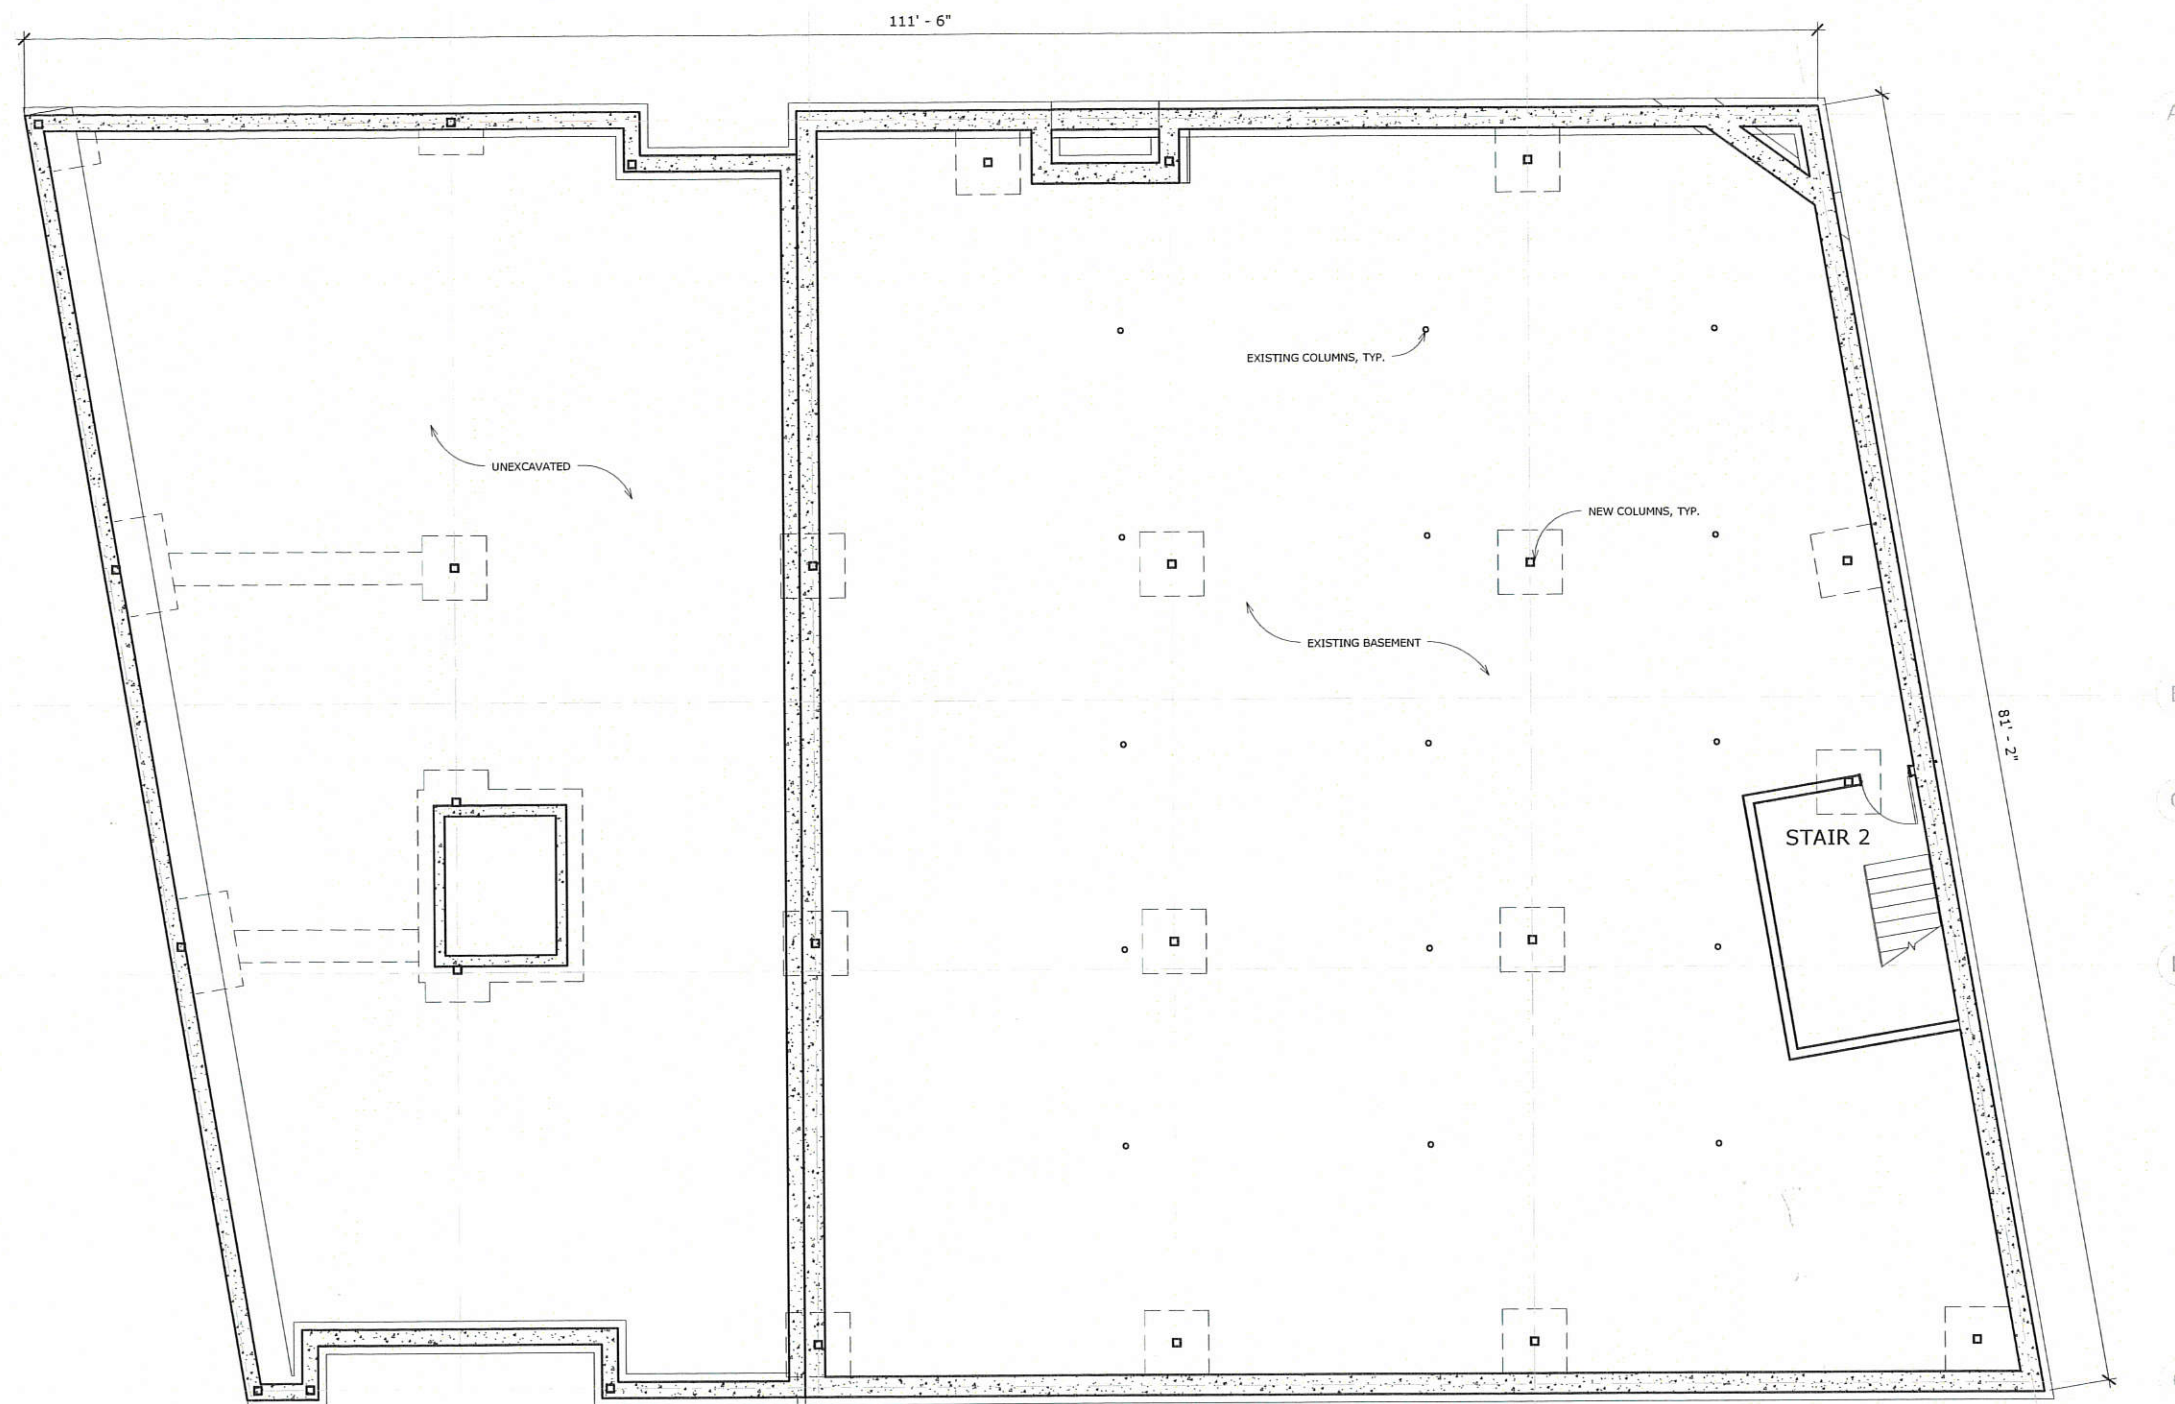 111' - 6"
EXISTING COLUMNS, TYP.
UNEXCAVATED
NEW COLUMNS, TYP.
EXISTING BASEMENT
81' - 2"
STAIR 2